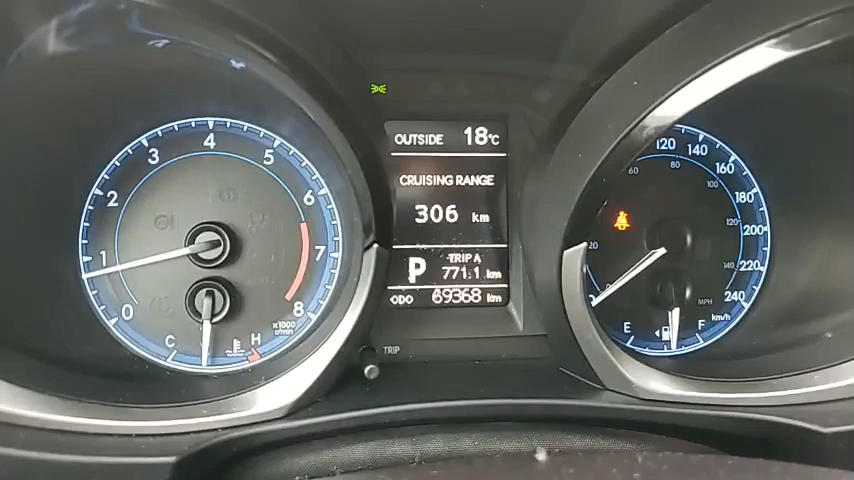 OUTSIDE 18°C
CRUISING RANGE
306 km
TRIP A
P 771.1 km
ODO 69368 km
TRIP
0
1
2
3
4
5
6
7
8
x1000
r/min
C
H
20
120
140
160
180
200
220
240
km/h
60
80
100
120
140
MPH
E
F